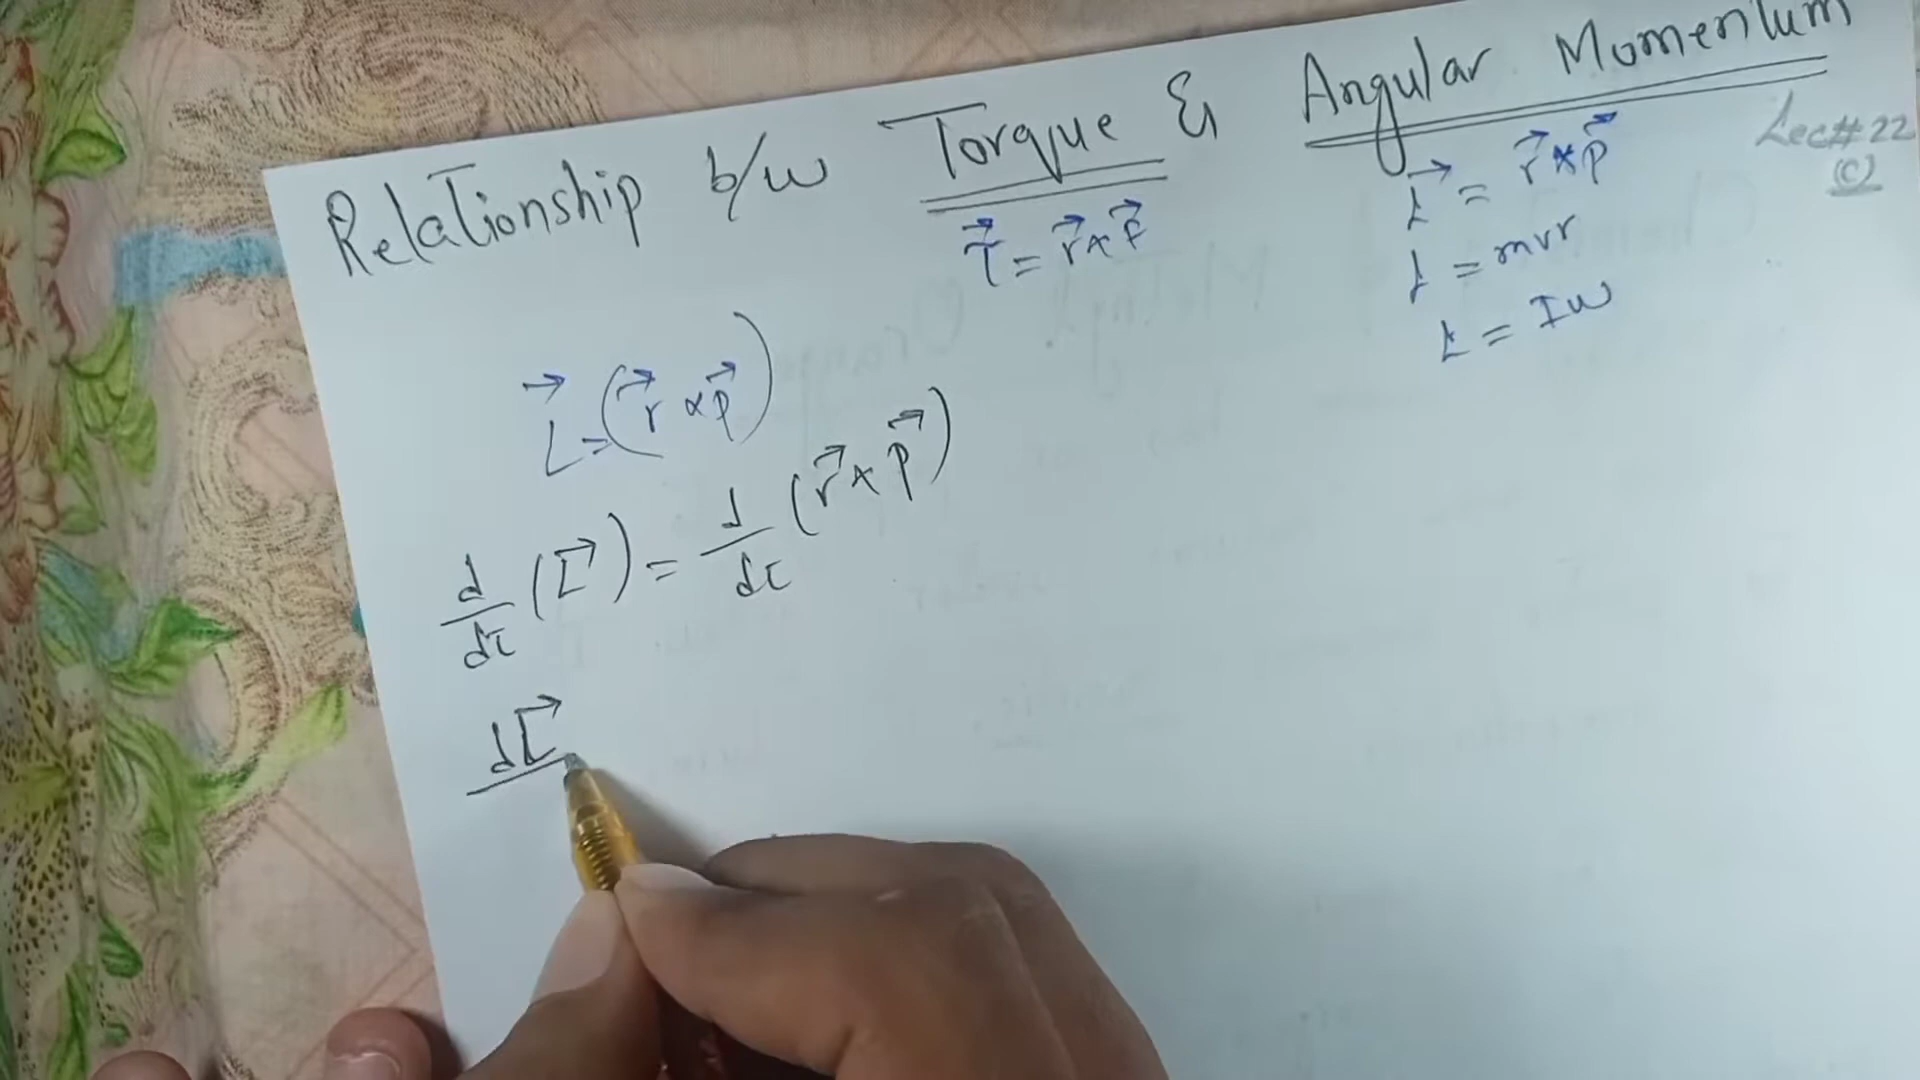 Relationship b/w Torque & Angular Momentum
Lec# 22
©
τ⃗ = r⃗ × F⃗
L⃗ = r⃗ × p⃗
L = mvr
L = Iω
L⃗ = (r⃗ × p⃗)
d/dt (L⃗) = d/dt (r⃗ × p⃗)
dL⃗